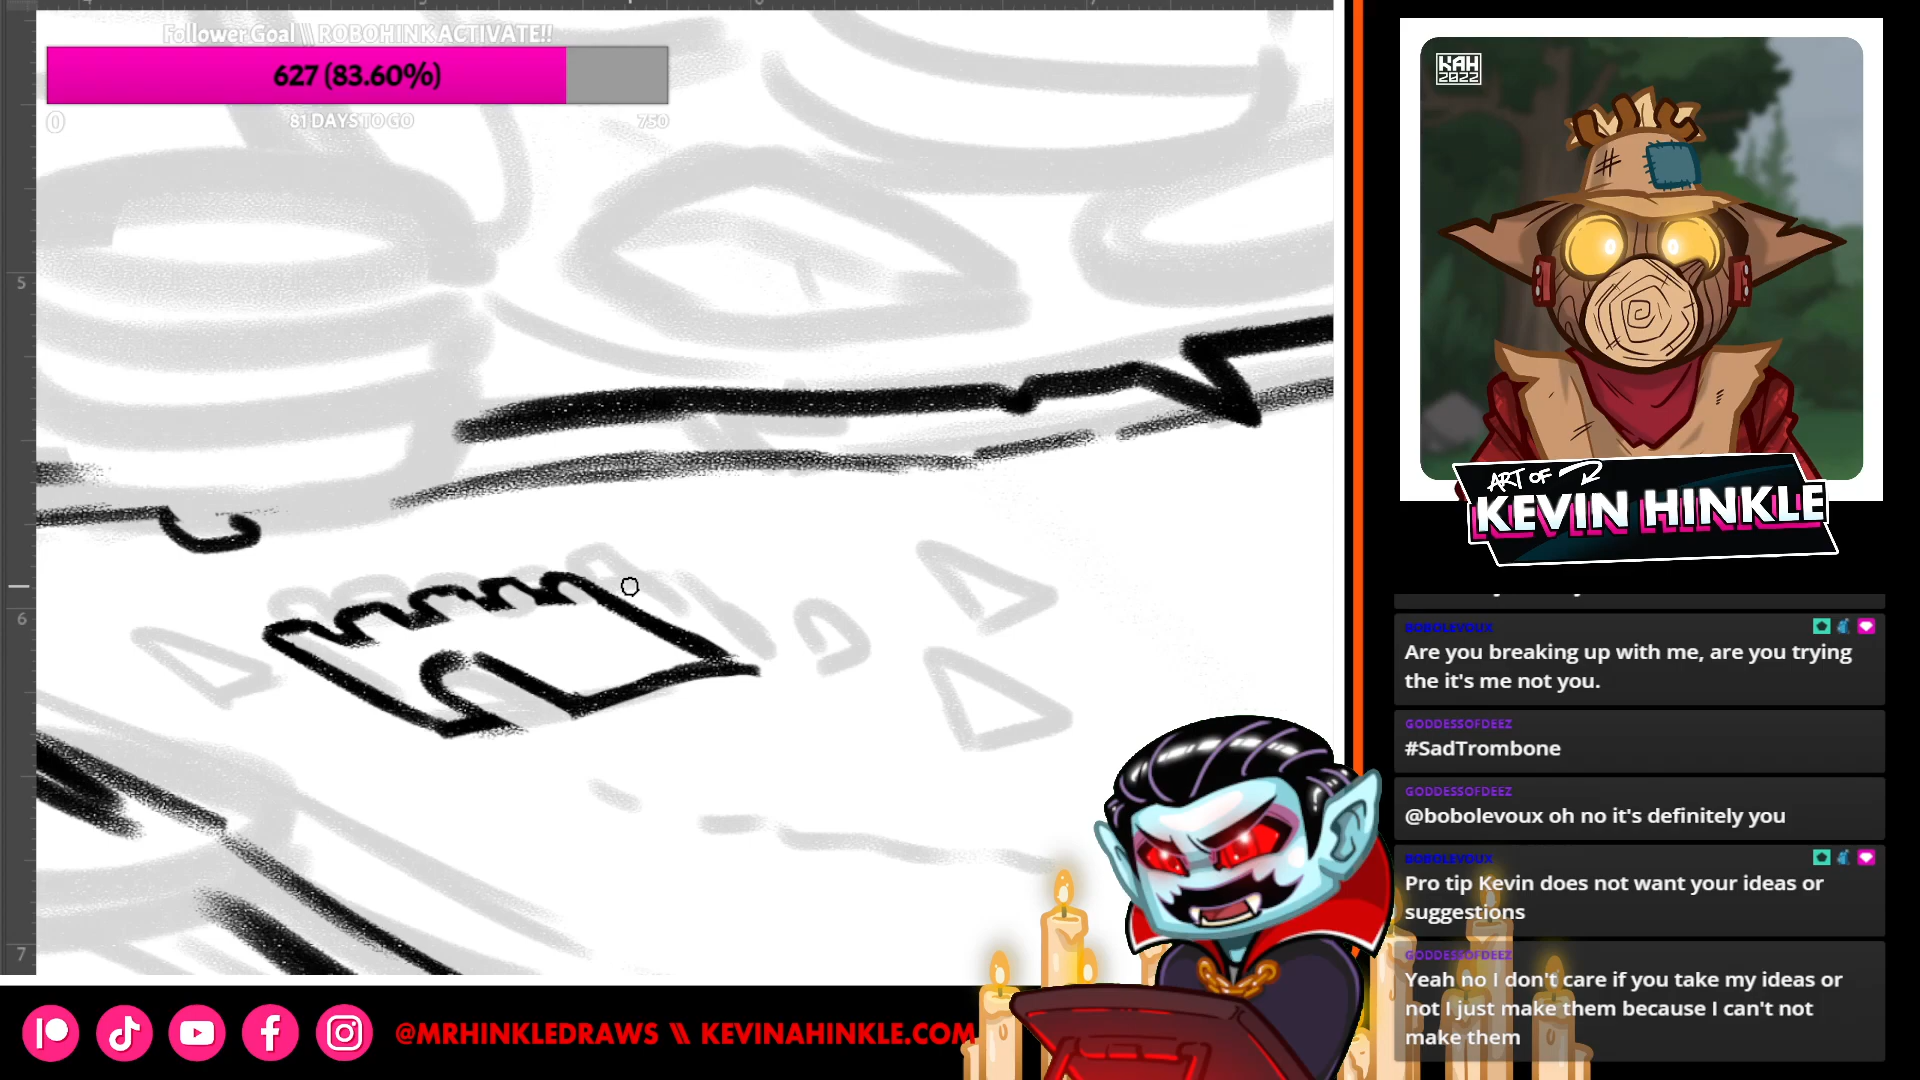 Follower Goal \\ ROBOHINK ACTIVATE!!
627 (83.60%)
0
81 DAYS TO GO
750
5
6
7
KAH
2022
ART OF
KEVIN HINKLE
BOBOLEVOUX
Are you breaking up with me, are you trying
the it's me not you.
GODDESSOFDEEZ
#SadTrombone
GODDESSOFDEEZ
@bobolevoux oh no it's definitely you
BOBOLEVOUX
Pro tip Kevin does not want your ideas or
suggestions
GODDESSOFDEEZ
Yeah no I don't care if you take my ideas or
not I just make them because I can't not
make them
@MRHINKLEDRAWS \\ KEVINAHINKLE.COM